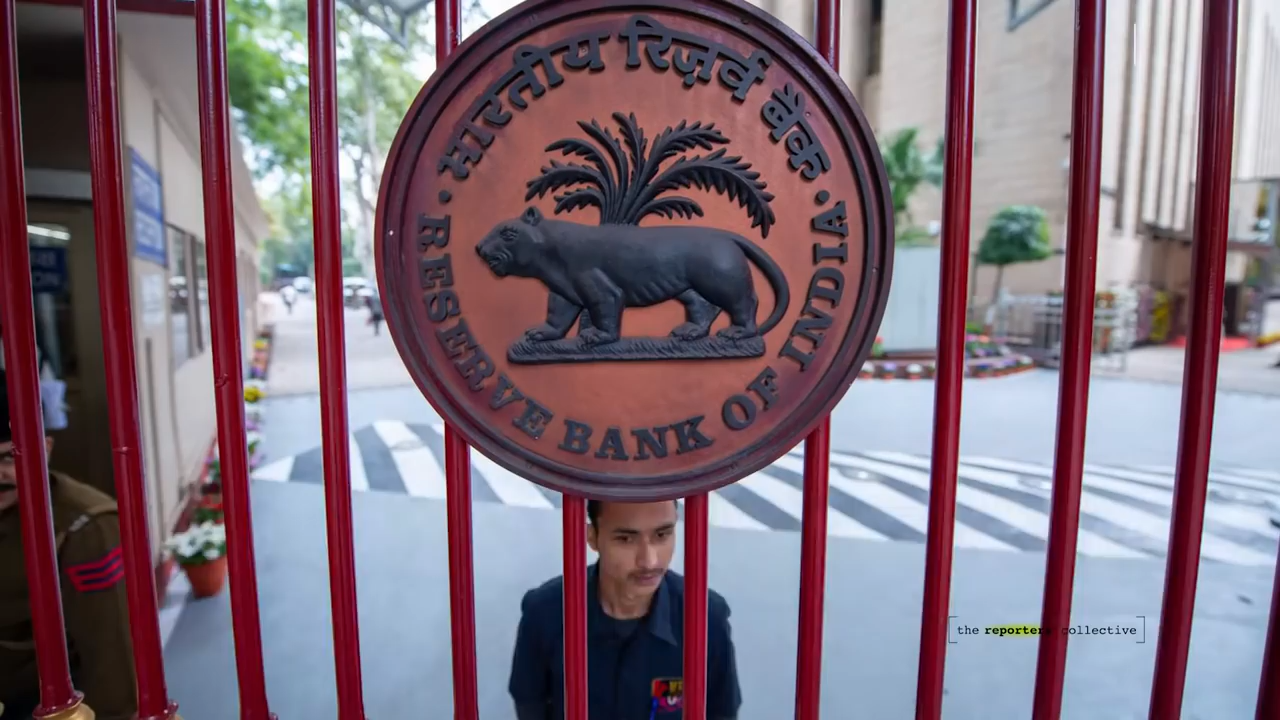 भारतीय रिज़र्व बैंक
RESERVE BANK OF INDIA
[the reporters' collective]